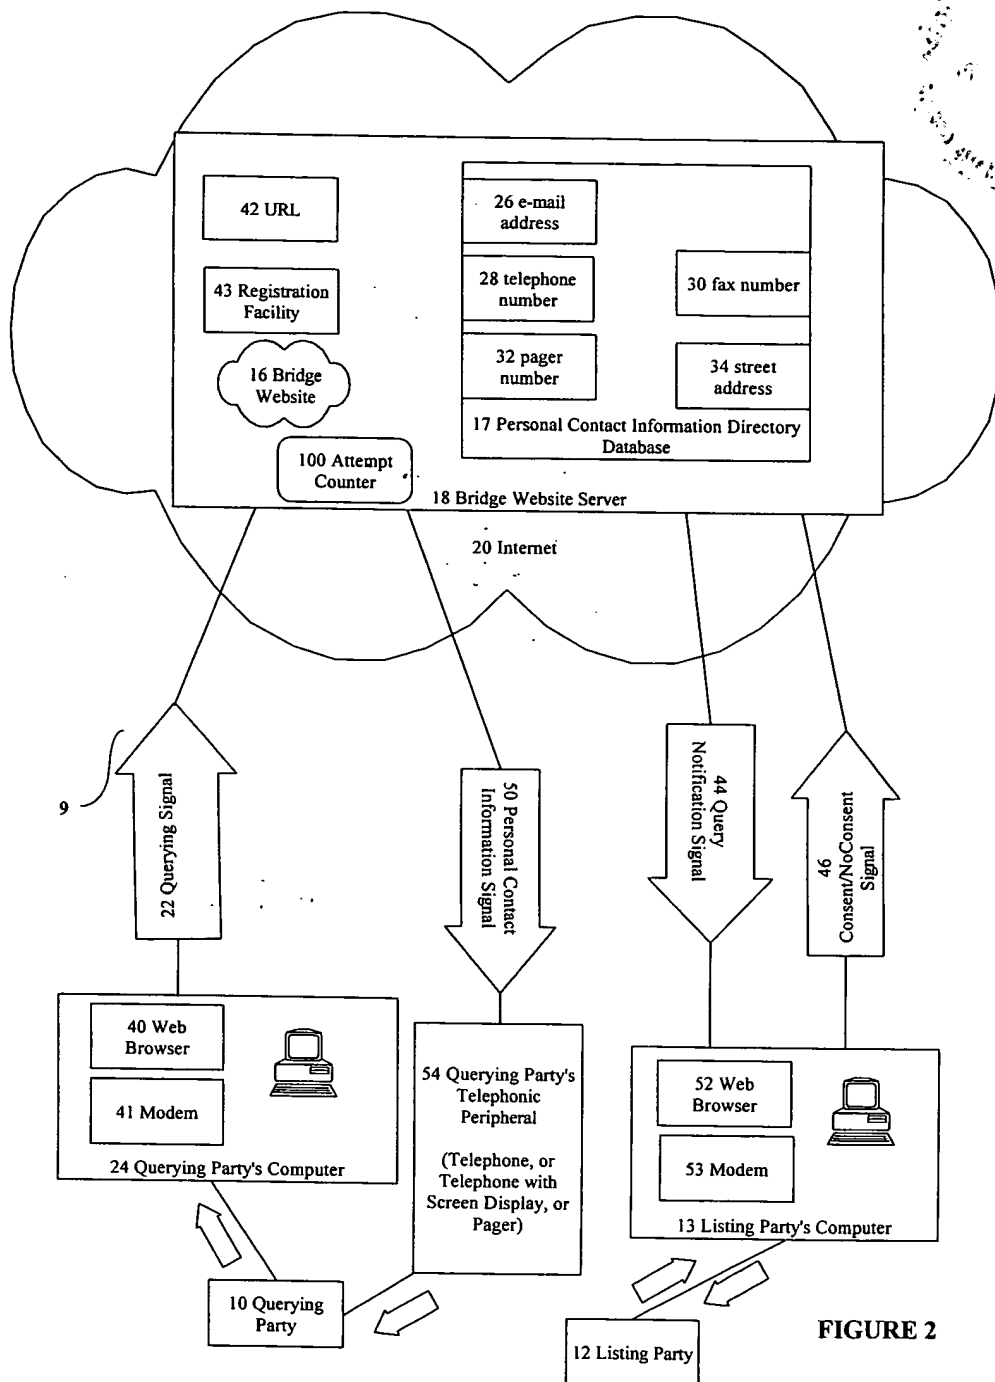 42 URL
43 Registration
Facility
16 Bridge
Website
100 Attempt
Counter
26 e-mail
address
28 telephone
number
32 pager
number
30 fax number
34 street
address
17 Personal Contact Information Directory
Database
18 Bridge Website Server
20 Internet
9
22 Querying Signal
50 Personal Contact
Information Signal
44 Query
Notification Signal
46
Consent/NoConsent
Signal
40 Web
Browser
41 Modem
24 Querying Party's Computer
54 Querying Party's
Telephonic
Peripheral
(Telephone, or
Telephone with
Screen Display, or
Pager)
52 Web
Browser
53 Modem
13 Listing Party's Computer
10 Querying
Party
12 Listing Party
FIGURE 2